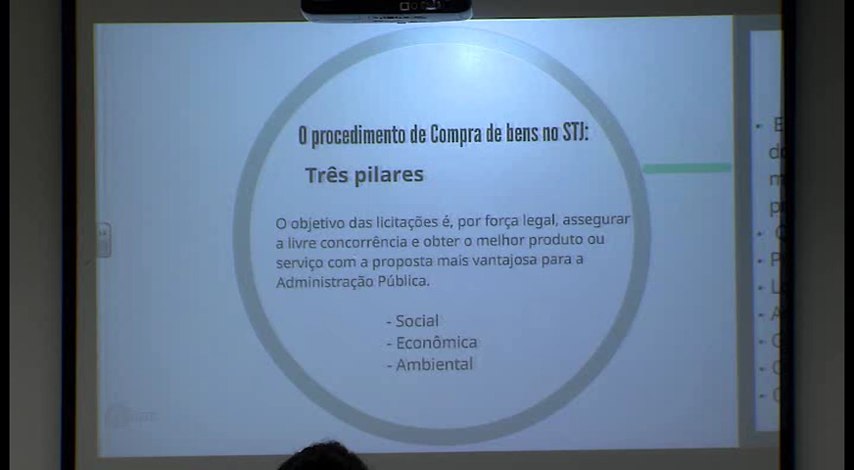 O procedimento de Compra de bens no STJ:
Três pilares
O objetivo das licitações é, por força legal, assegurar
a livre concorrência e obter o melhor produto ou
serviço com a proposta mais vantajosa para a
Administração Pública.
- Social
- Econômica
- Ambiental